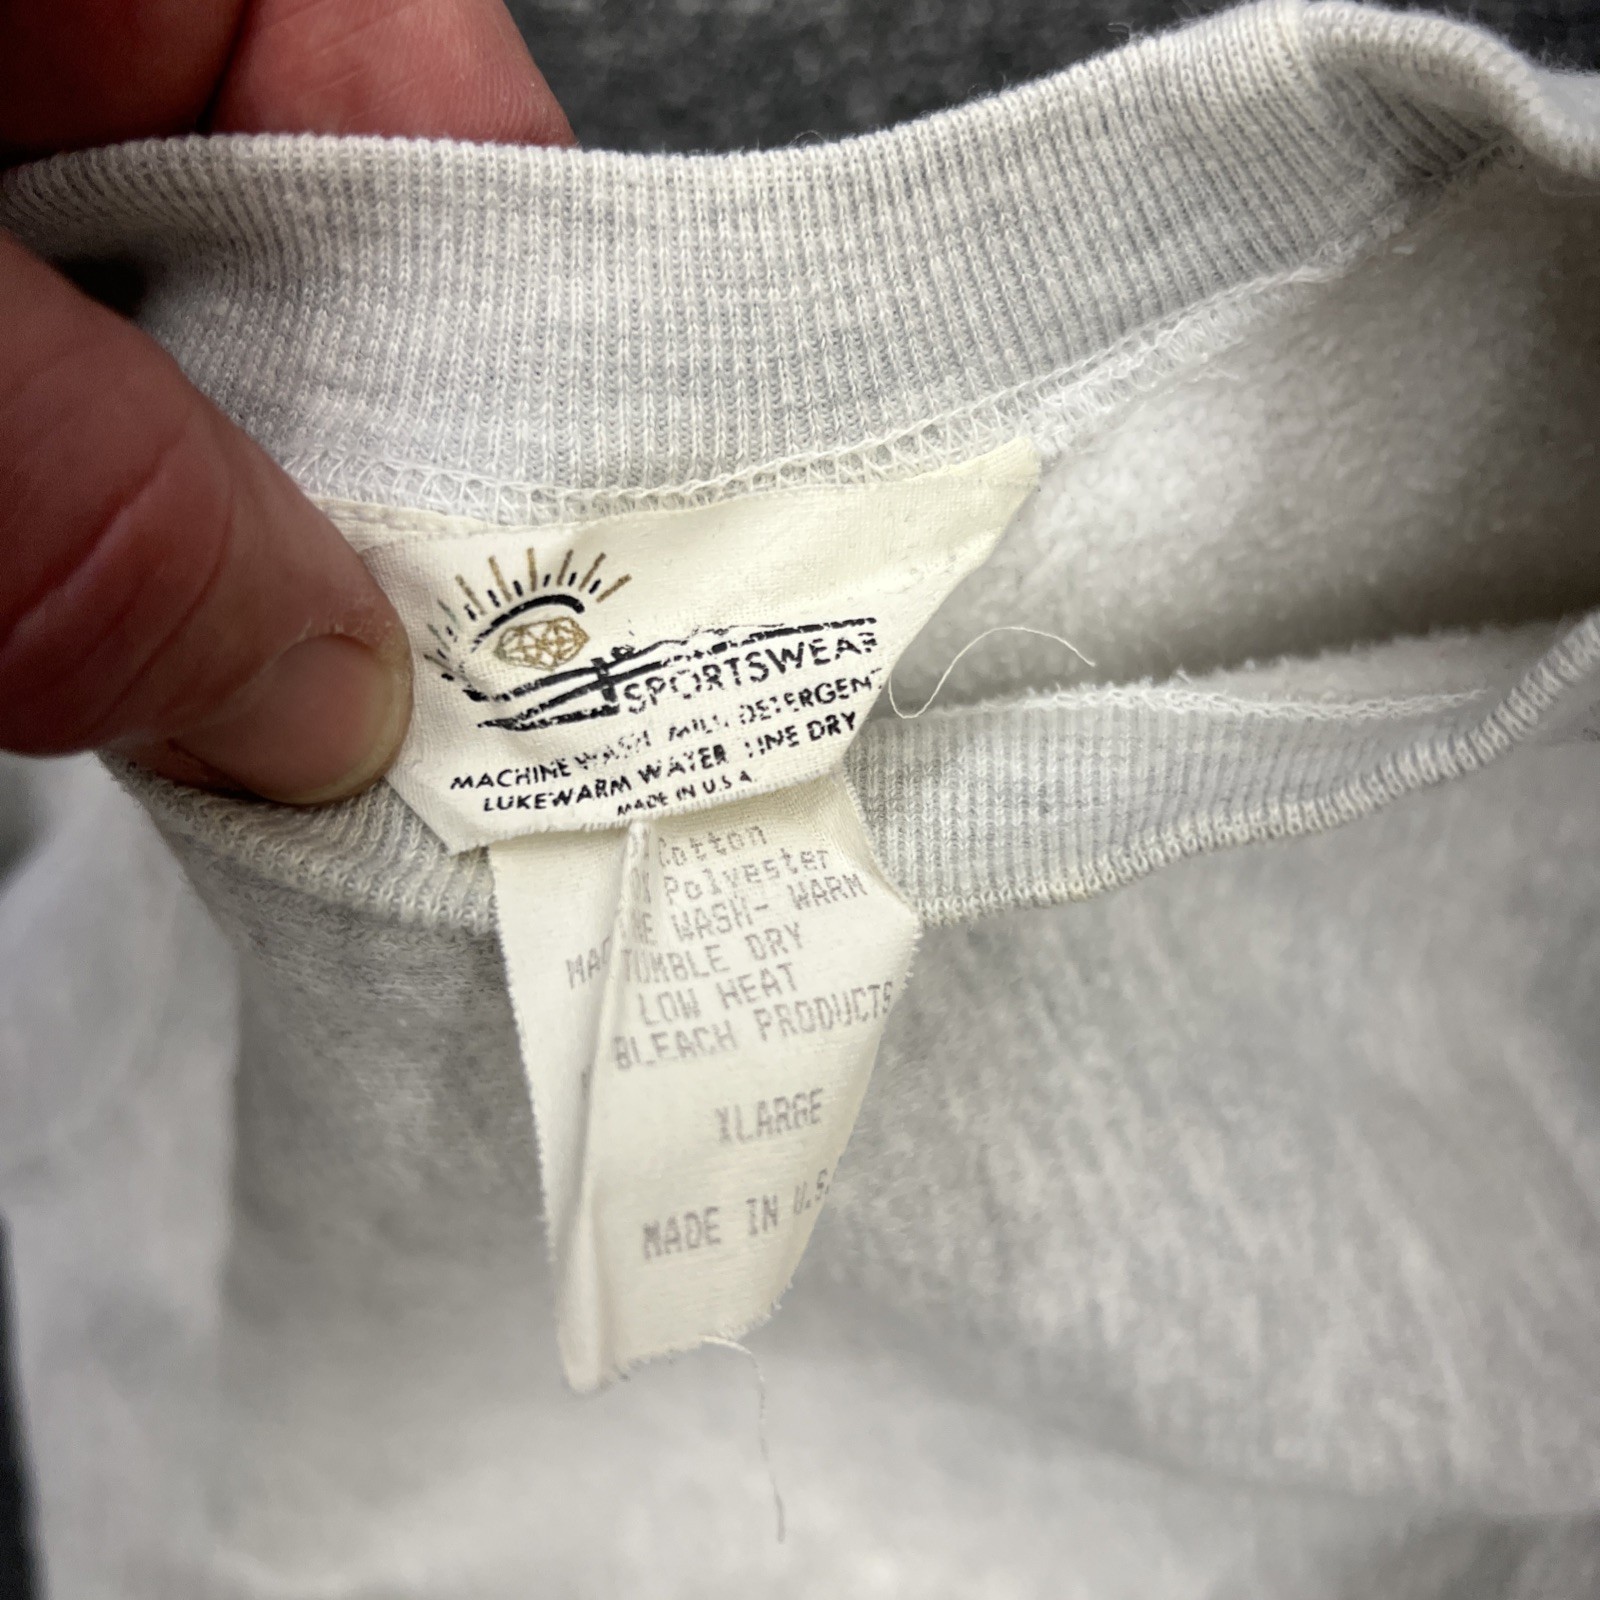 SPORTSWEAR
MACHINE WASH MILD DETERGENT
LUKEWARM WATER LINE DRY
MADE IN U.S.A.
Cotton
Polyester
WASH- WARM
TUMBLE DRY
LOW HEAT
BLEACH PRODUCTS
XLARGE
MADE IN U.S.